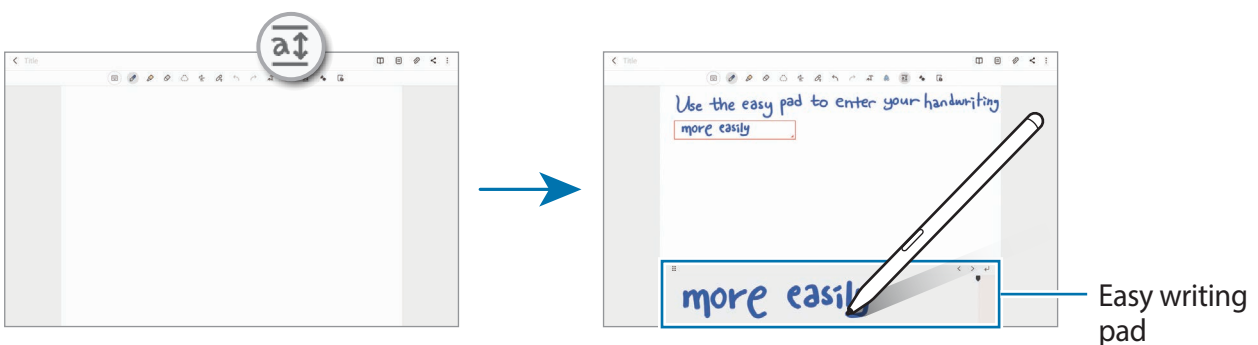 a
Title
Title
Use the easy pad to enter your handwriting
more easily
more easily
Easy writing
pad